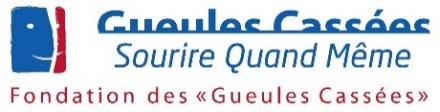 Gueules Cassées
Sourire Quand Même
Fondation des «Gueules Cassées»